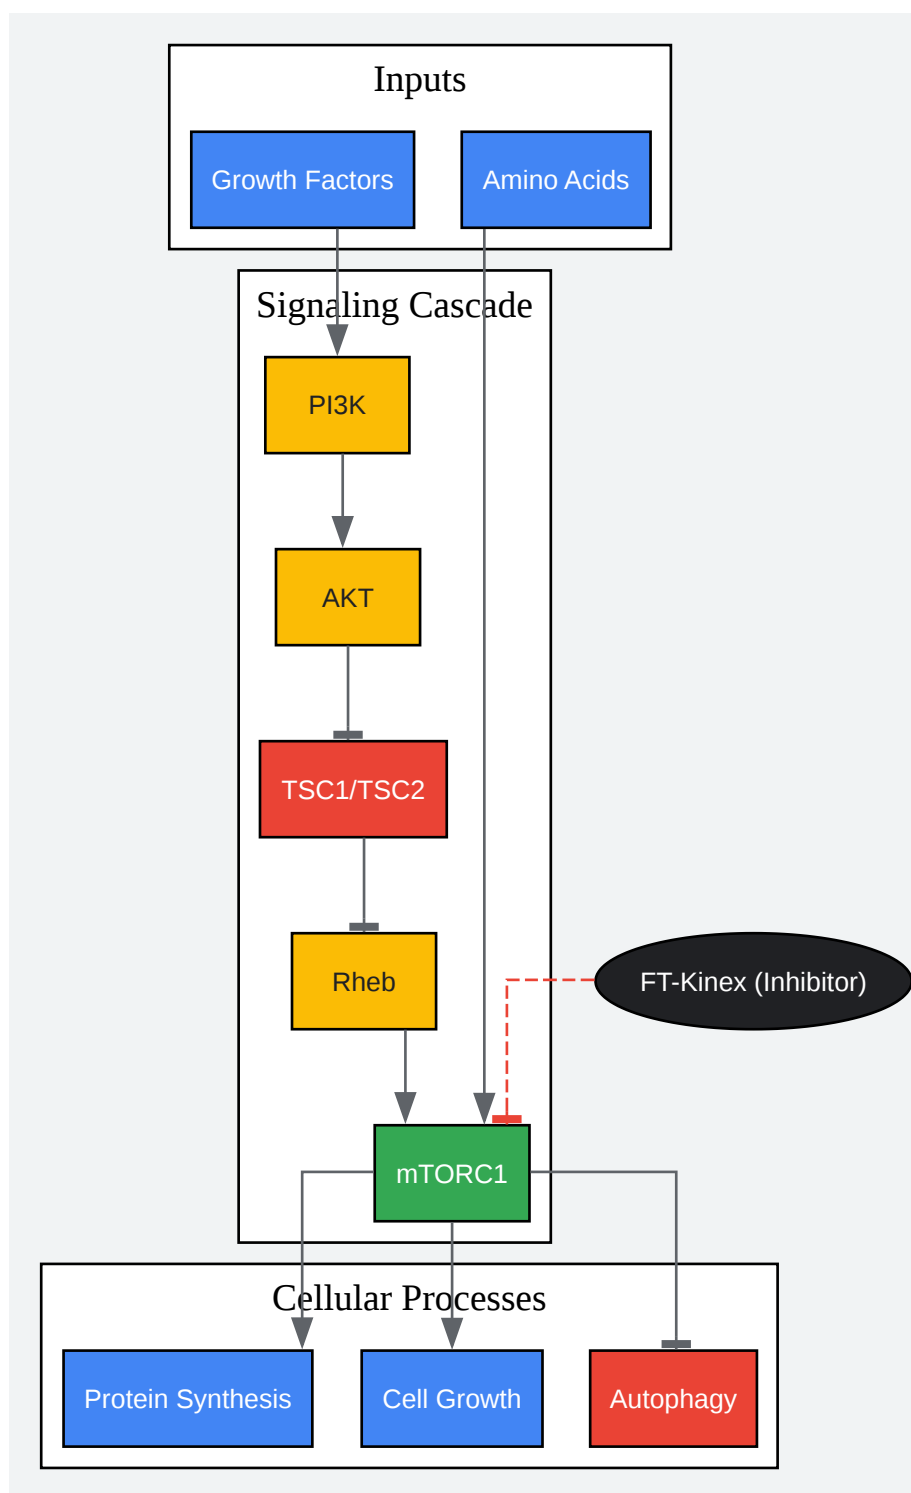 Inputs
Growth Factors
Amino Acids
Signaling Cascade
PI3K
AKT
TSC1/TSC2
Rheb
FT-Kinex (Inhibitor)
mTORC1
Cellular Processes
Protein Synthesis
Cell Growth
Autophagy